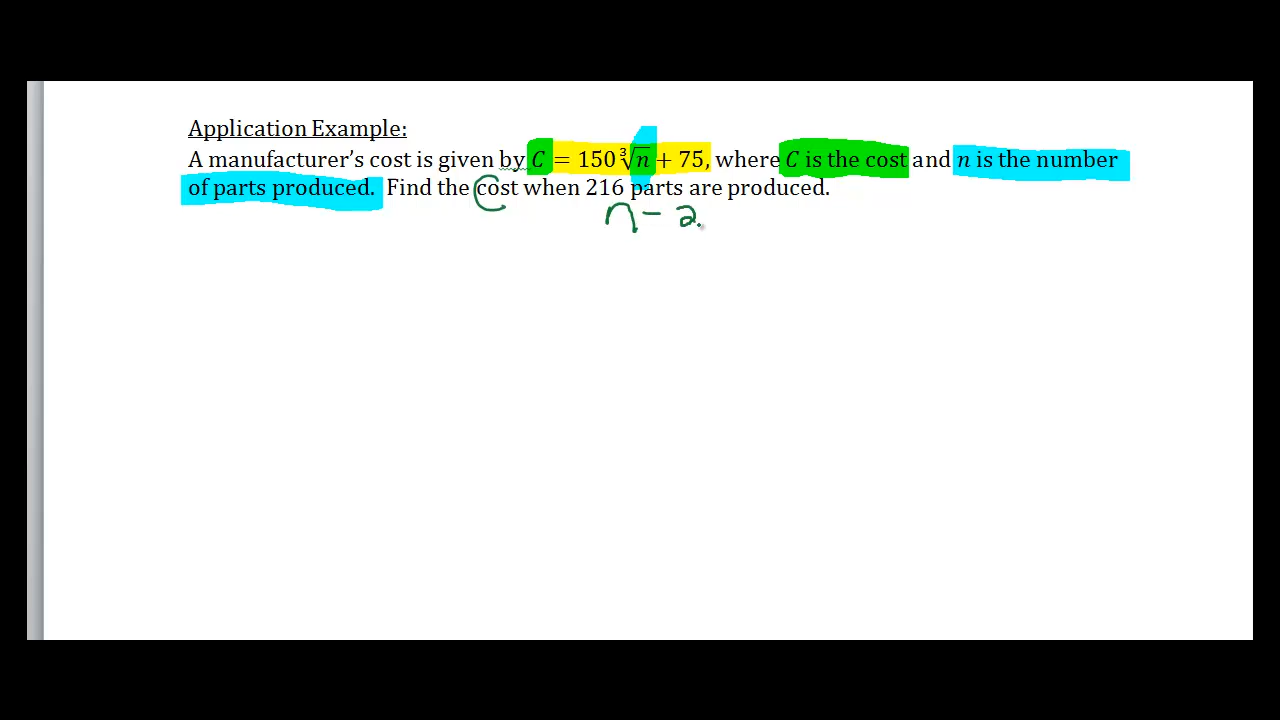 Application Example:
A manufacturer’s cost is given by C = 150∛n + 75, where C is the cost and n is the number
of parts produced. Find the cost when 216 parts are produced.
n - 2